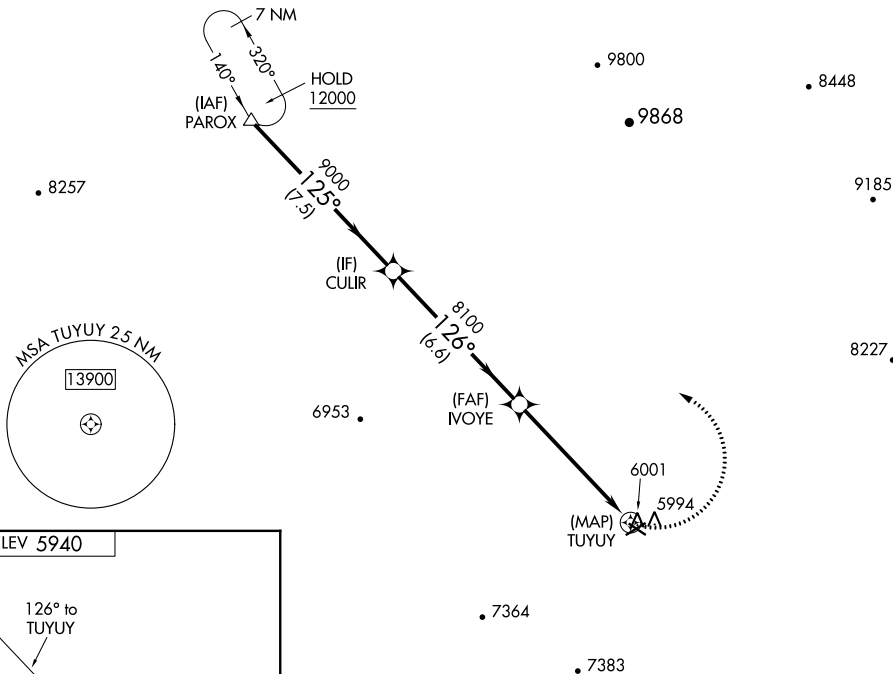 7 NM
320°
140°
HOLD
12000
(IAF)
PAROX
9800
8448
9868
8257
9185
9000
125°
(7.5)
(IF)
CULIR
8100
126°
(6.6)
MSA TUYUY 25 NM
13900
8227
(FAF)
IVOYE
6953
6001
5994
(MAP)
TUYUY
LEV 5940
126° to
TUYUY
7364
7383